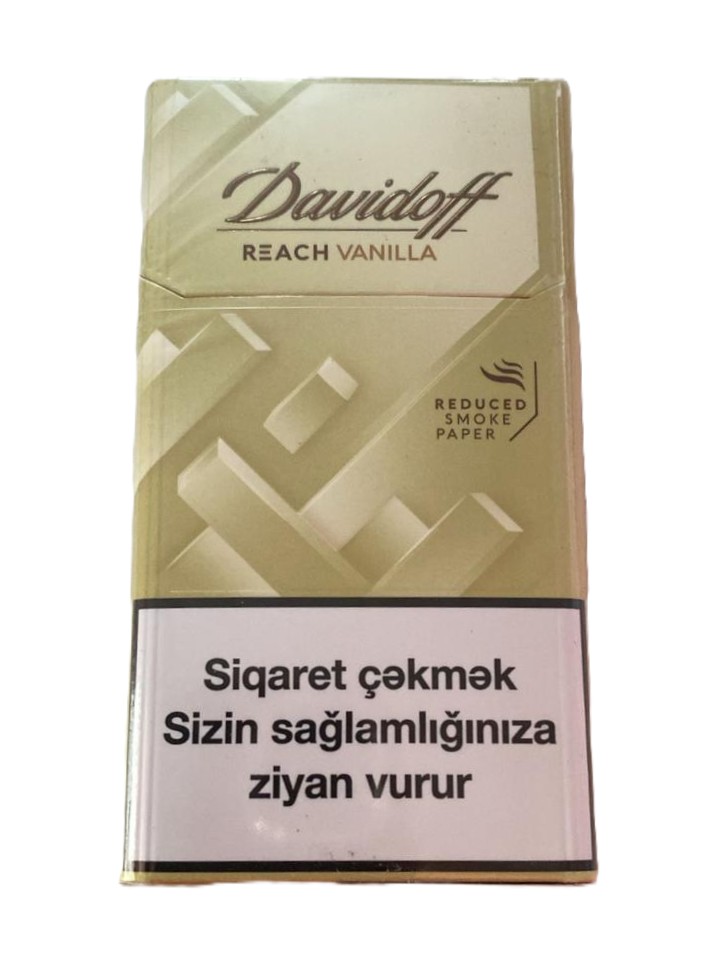 Davidoff
REACH VANILLA
REDUCED
SMOKE
PAPER
Siqaret çəkmək
Sizin sağlamlığınıza
ziyan vurur